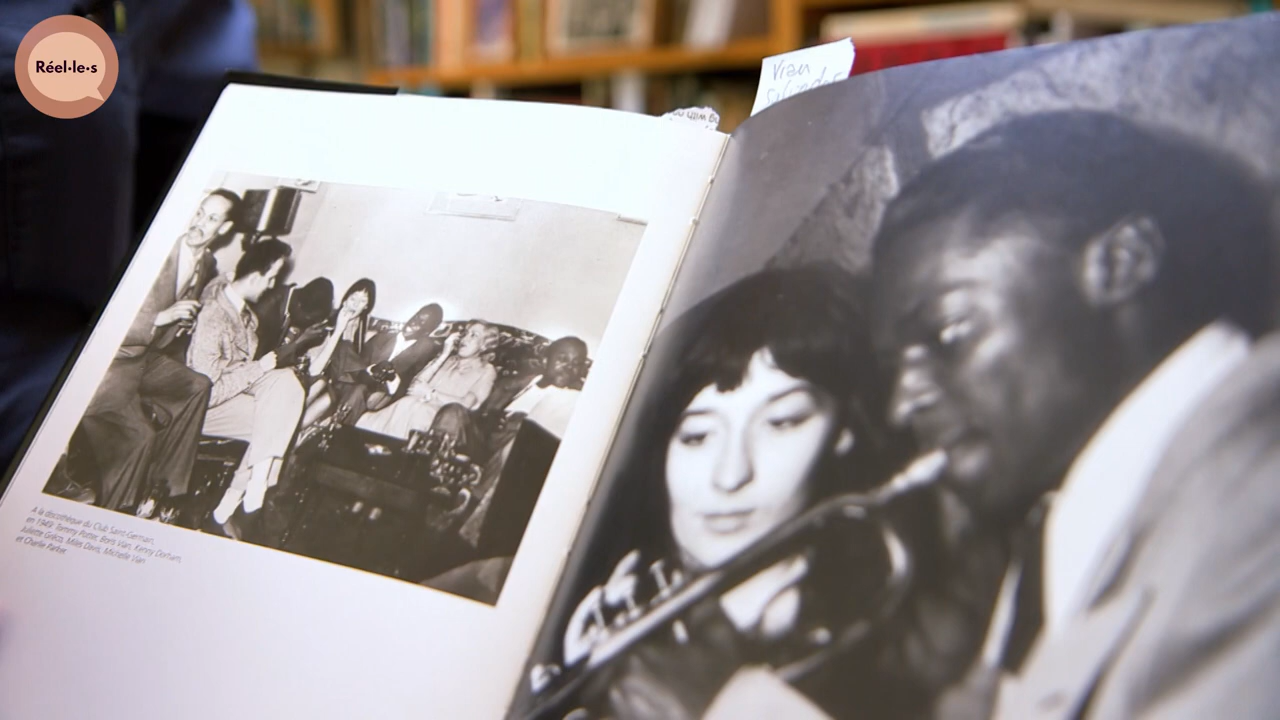 Réel·le·s
Vian
A la discothèque du Club Saint-Germain,
en 1949: Tommy Potter, Boris Vian, Kenny Dorham,
Juliette Gréco, Miles Davis, Michelle Vian
et Charlie Parker.